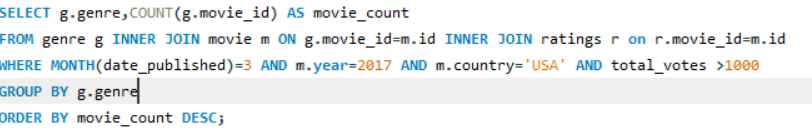 SELECT g.genre,COUNT(g.movie_id) AS movie_count
FROM genre g INNER JOIN movie m ON g.movie_id=m.id INNER JOIN ratings r on r.movie_id=m.id
WHERE MONTH(date_published)=3 AND m.year=2017 AND m.country='USA' AND total_votes >1000
GROUP BY g.genre
ORDER BY movie_count DESC;